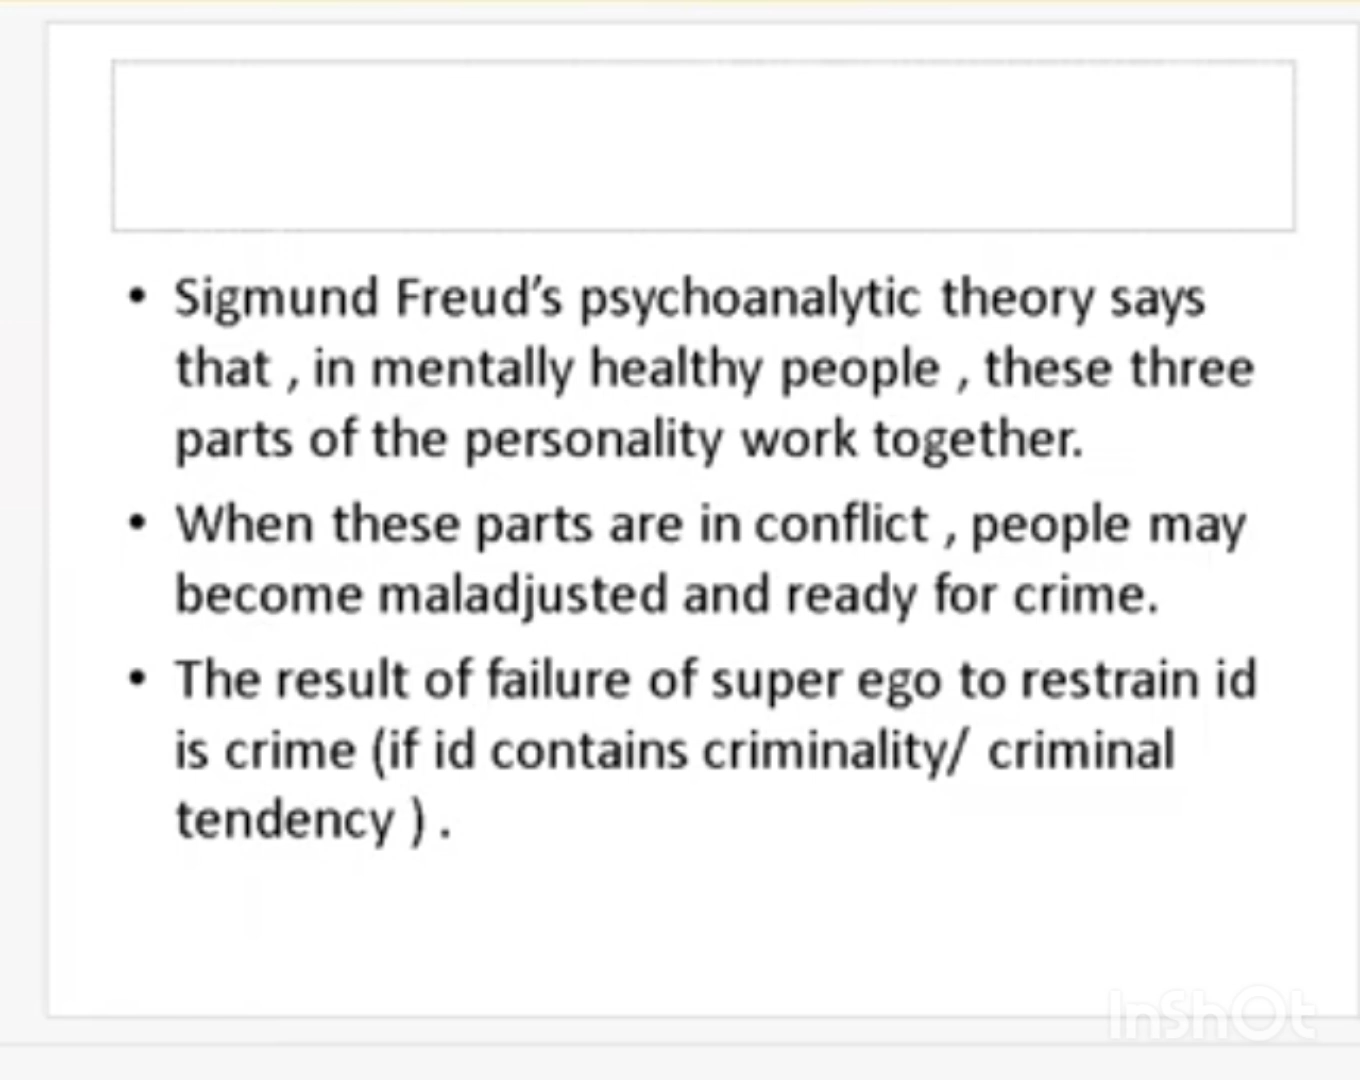 • Sigmund Freud's psychoanalytic theory says
that , in mentally healthy people , these three
parts of the personality work together.
• When these parts are in conflict , people may
become maladjusted and ready for crime.
• The result of failure of super ego to restrain id
is crime (if id contains criminality/ criminal
tendency ) .
InShOt